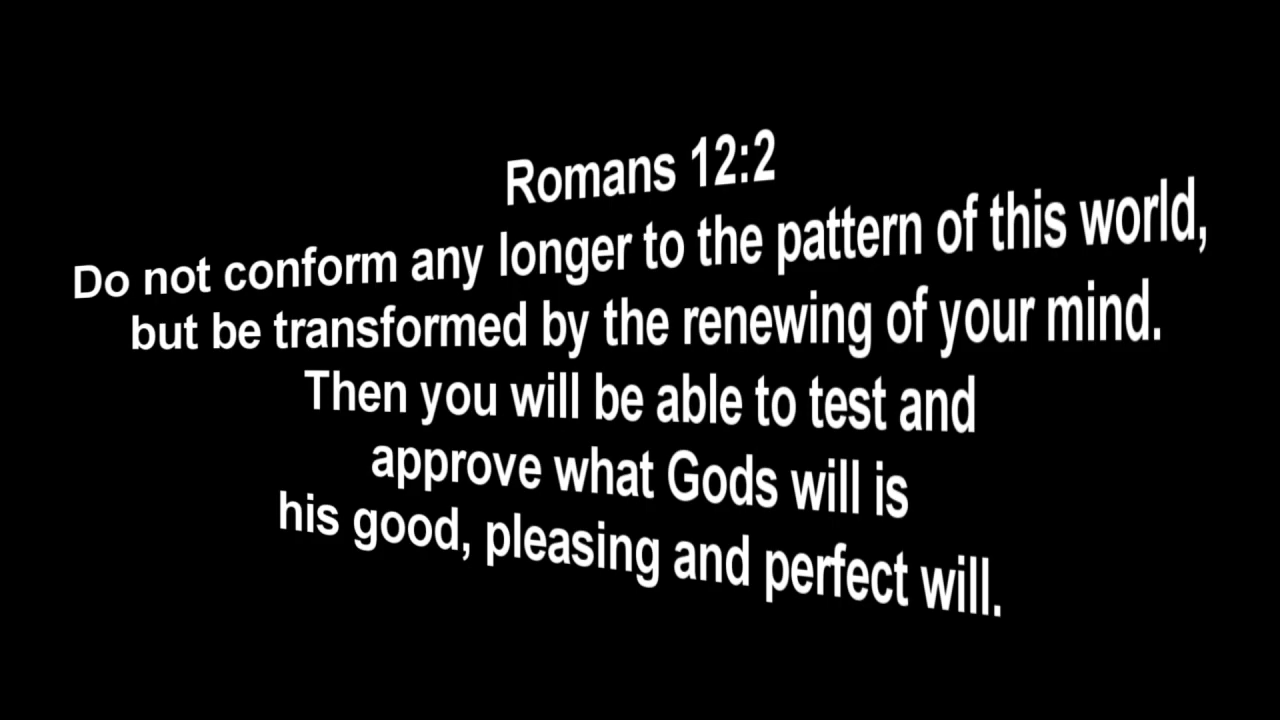 Romans 12:2
Do not conform any longer to the pattern of this world,
but be transformed by the renewing of your mind.
Then you will be able to test and
approve what Gods will is
his good, pleasing and perfect will.